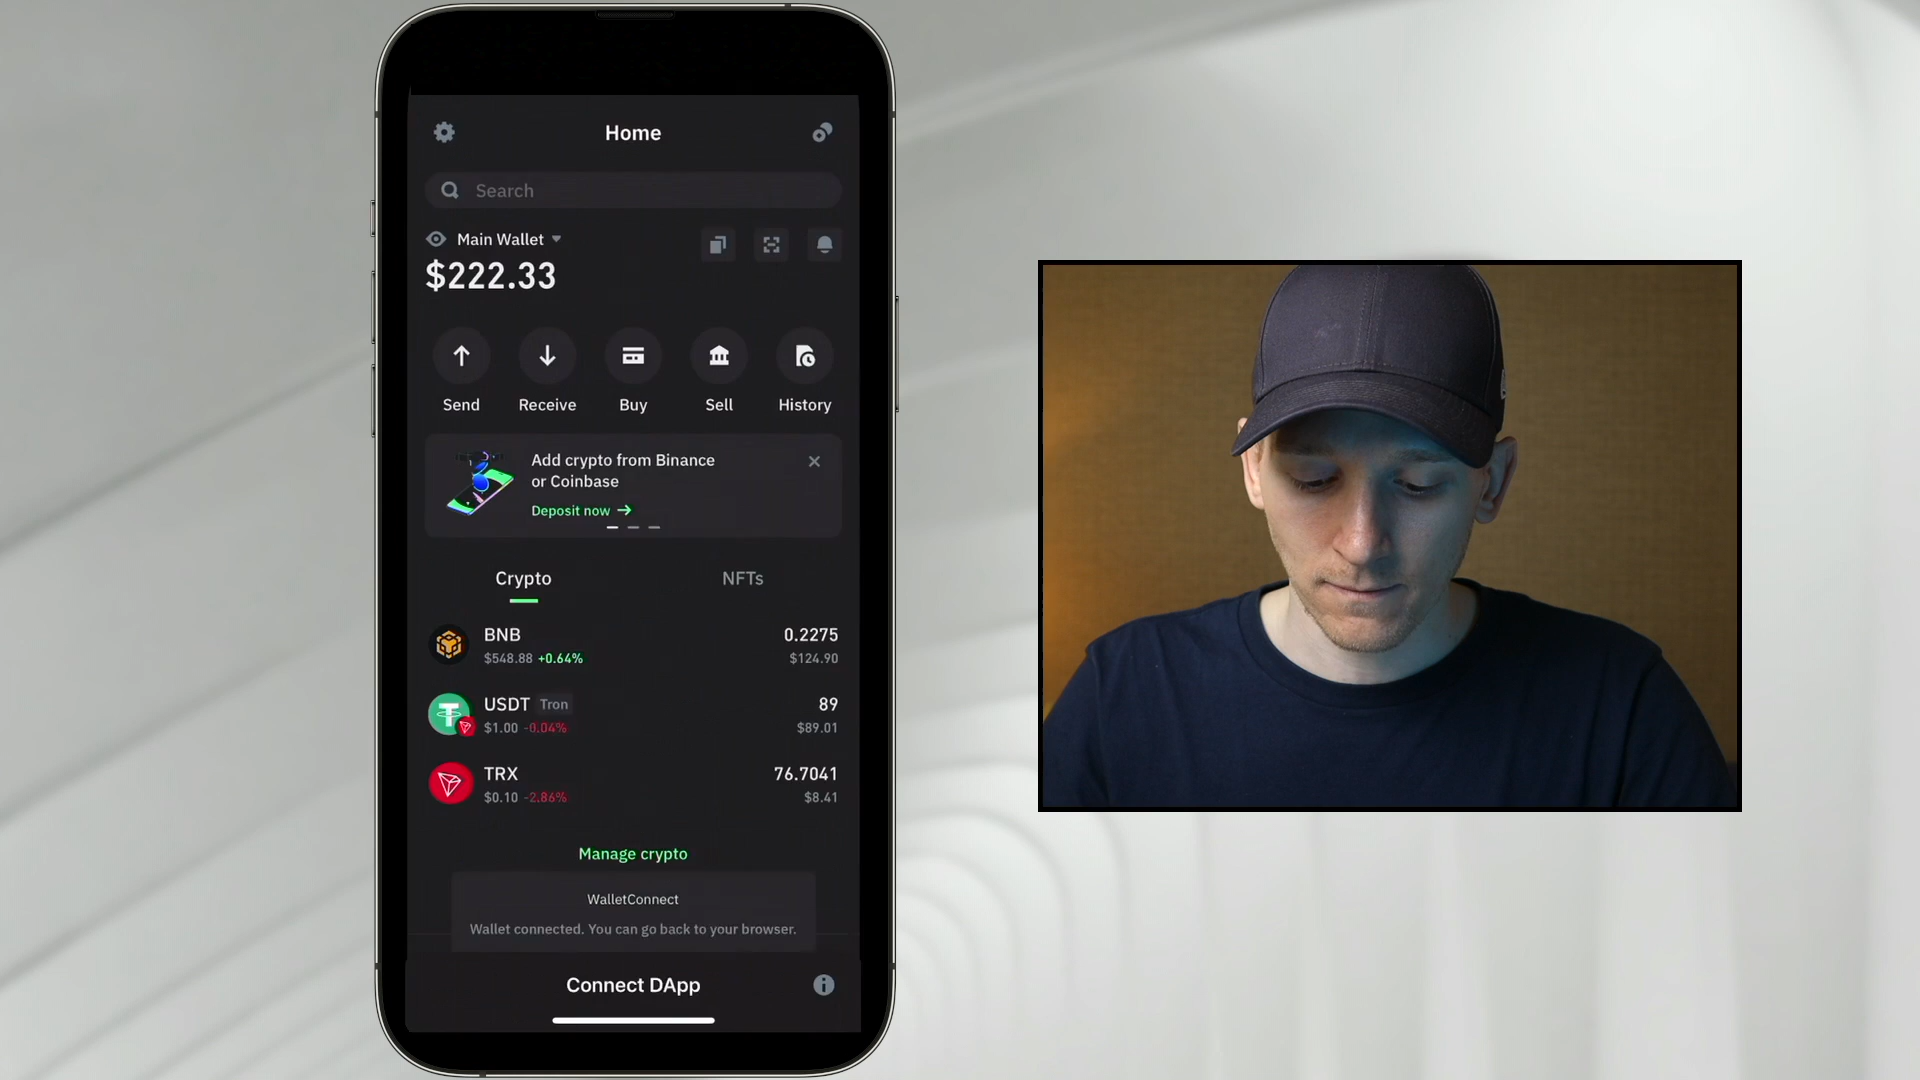 Home
Search
Main Wallet
$222.33
Send Receive Buy Sell History
Add crypto from Binance
or Coinbase
Deposit now →
Crypto NFTs
BNB 0.2275
$548.88 +0.64% $124.90
USDT Tron 89
$1.00 -0.04% $89.01
TRX 76.7041
$0.10 -2.86% $8.41
Manage crypto
WalletConnect
Wallet connected. You can go back to your browser.
Connect DApp